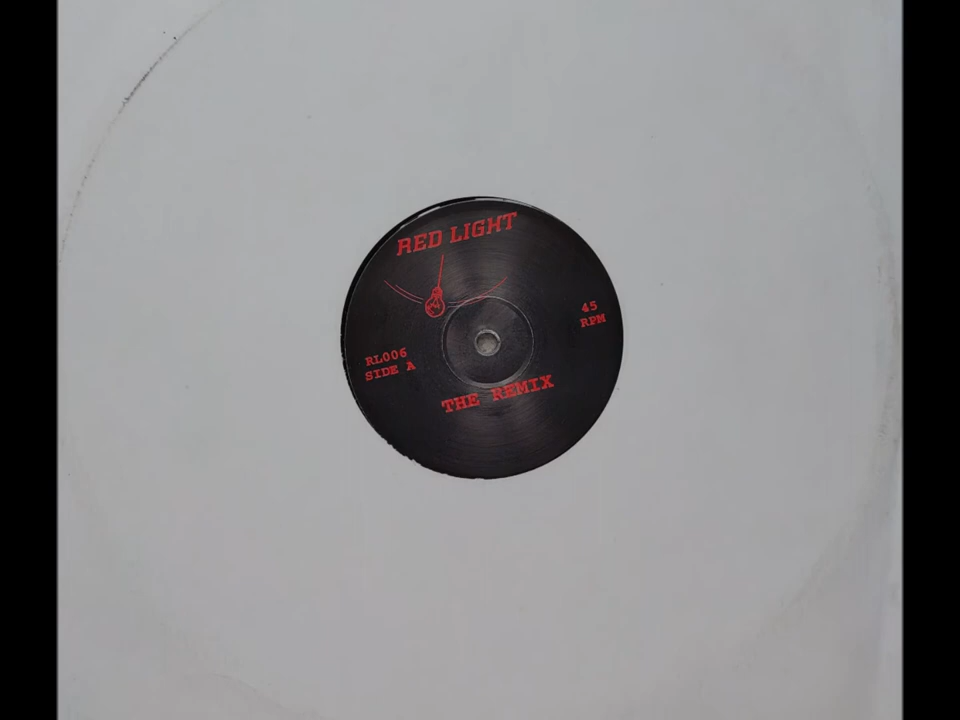 RED LIGHT
45
RPM
RL006
SIDE A
THE REMIX